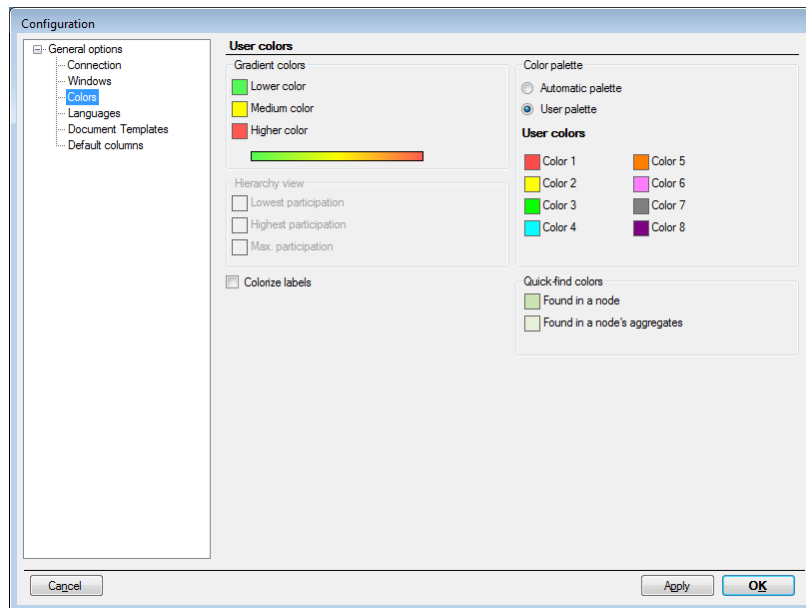 Configuration
General options
Connection
Windows
Colors
Languages
Document Templates
Default columns
User colors
Gradient colors
Lower color
Medium color
Higher color
Hierarchy view
Lowest participation
Highest participation
Max. participation
Colorize labels
Color palette
Automatic palette
User palette
User colors
Color 1 Color 5
Color 2 Color 6
Color 3 Color 7
Color 4 Color 8
Quick-find colors
Found in a node
Found in a node's aggregates
Cancel Apply OK